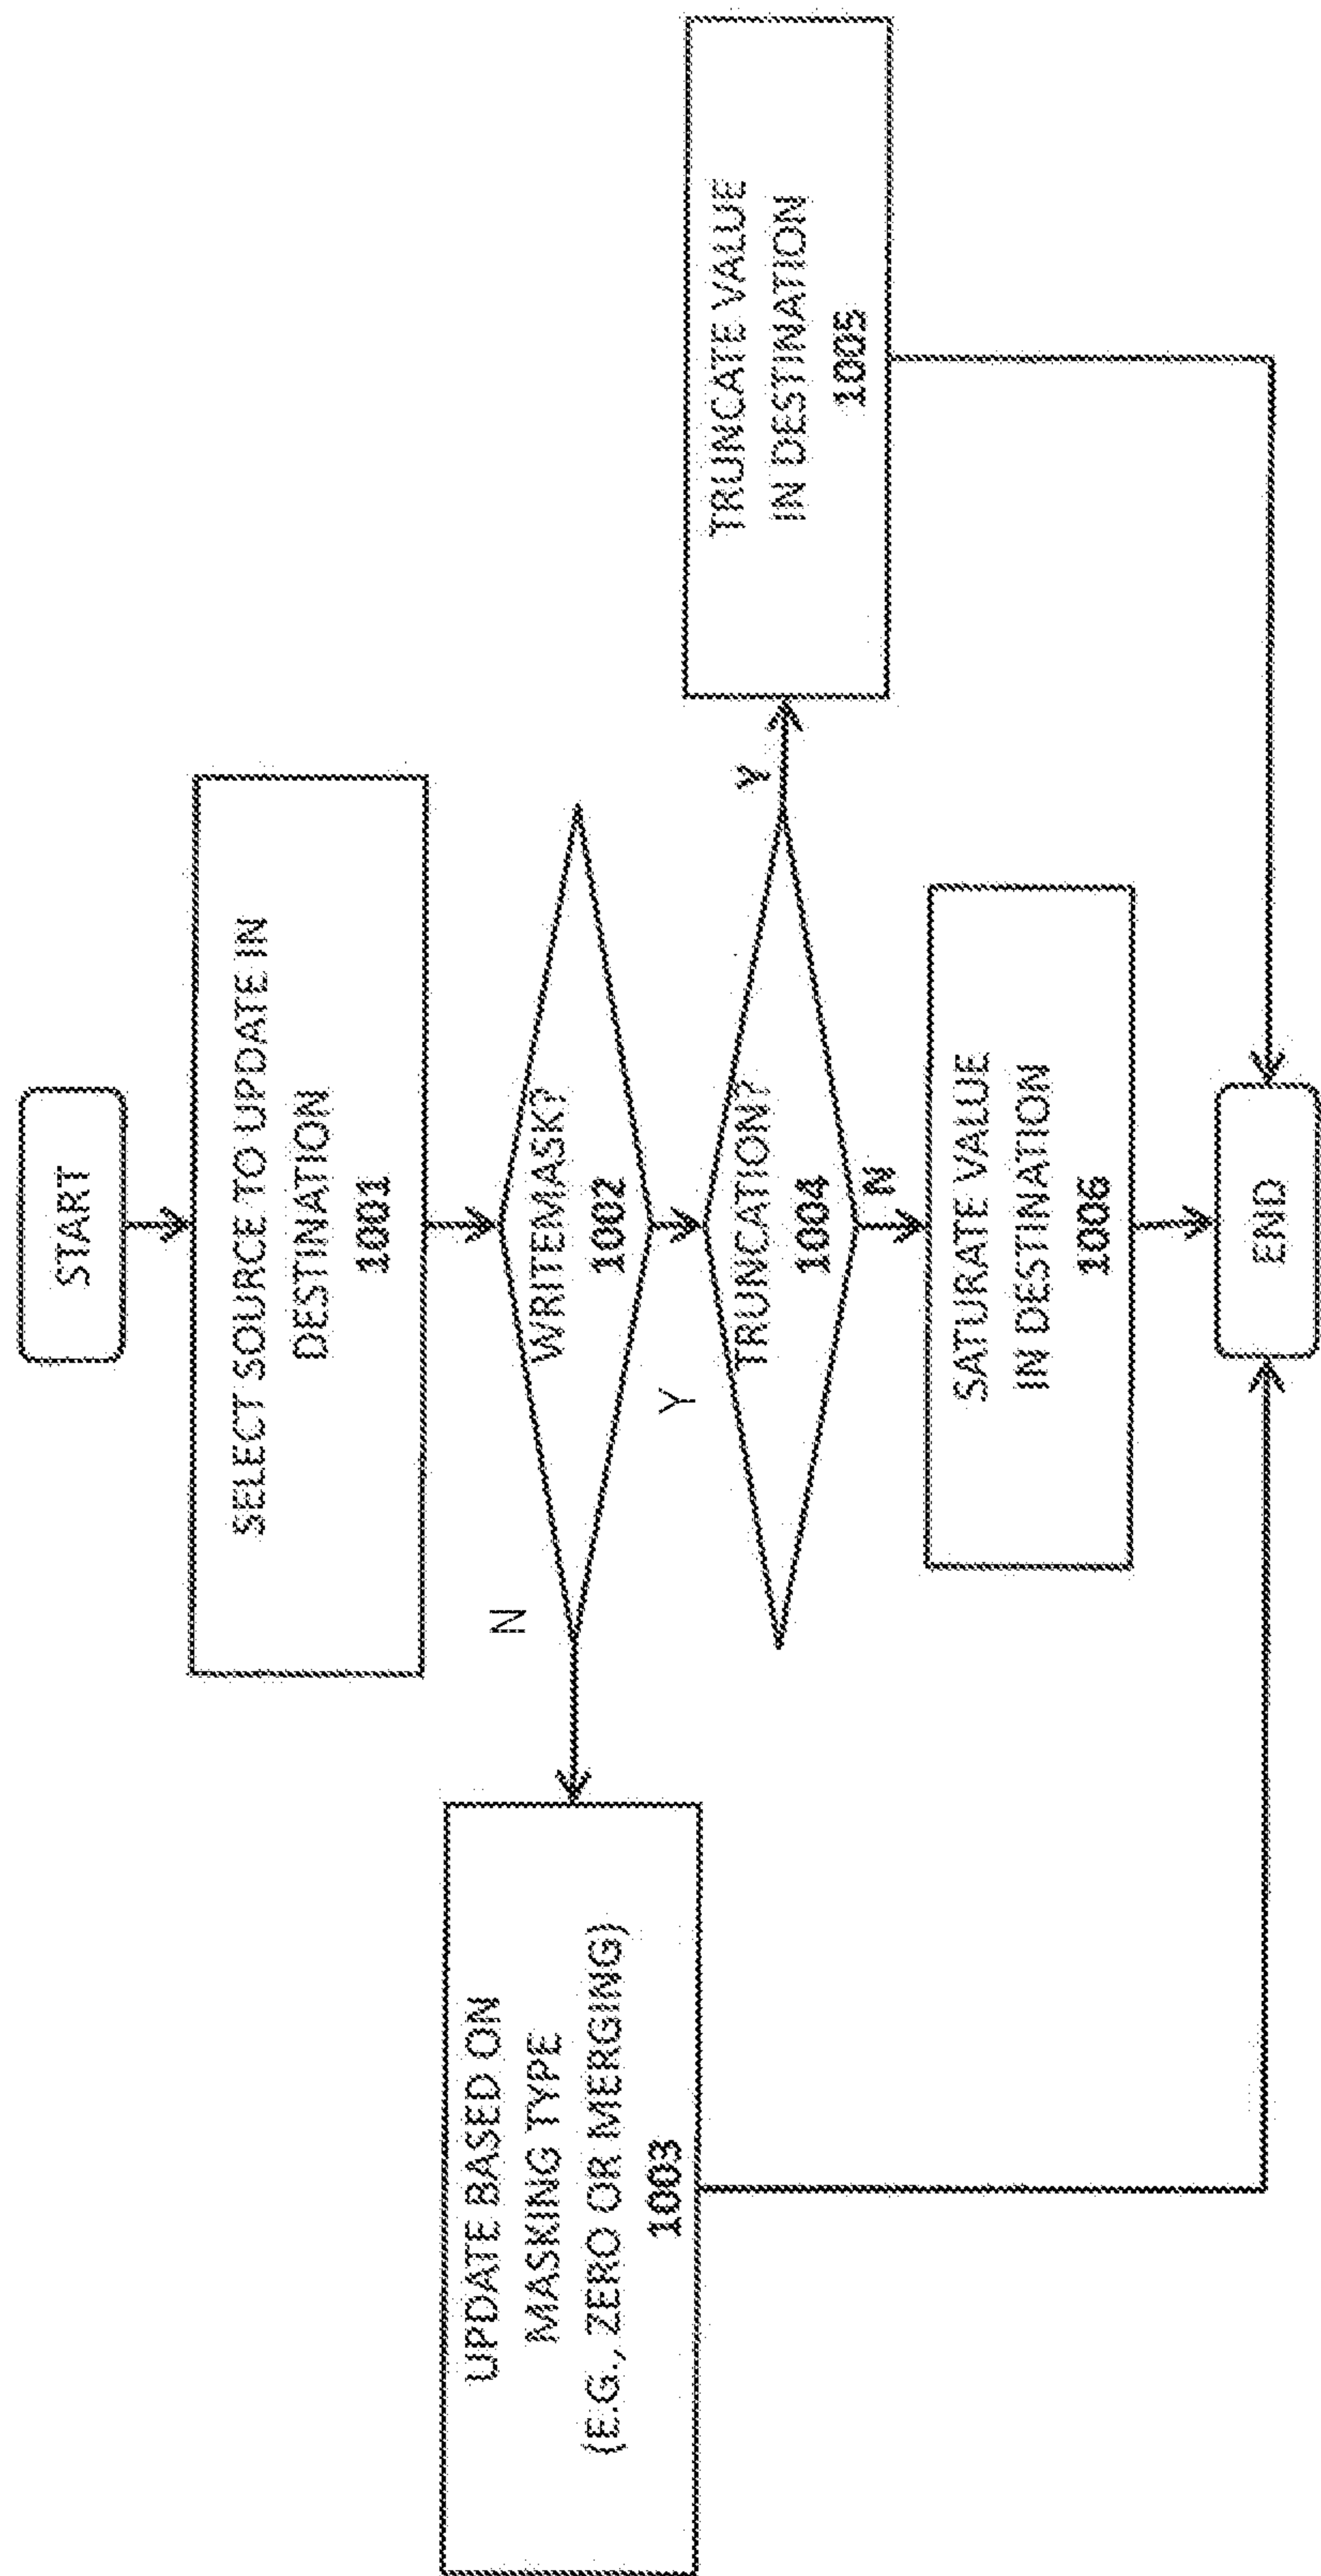 START
SELECT SOURCE TO UPDATE IN
DESTINATION
1001
N
WRITEMASK?
1002
UPDATE BASED ON
MASKING TYPE
(E.G., ZERO OR MERGING)
1003
Y
TRUNCATION?
1004
Y
TRUNCATE VALUE
IN DESTINATION
1005
N
SATURATE VALUE
IN DESTINATION
1006
END